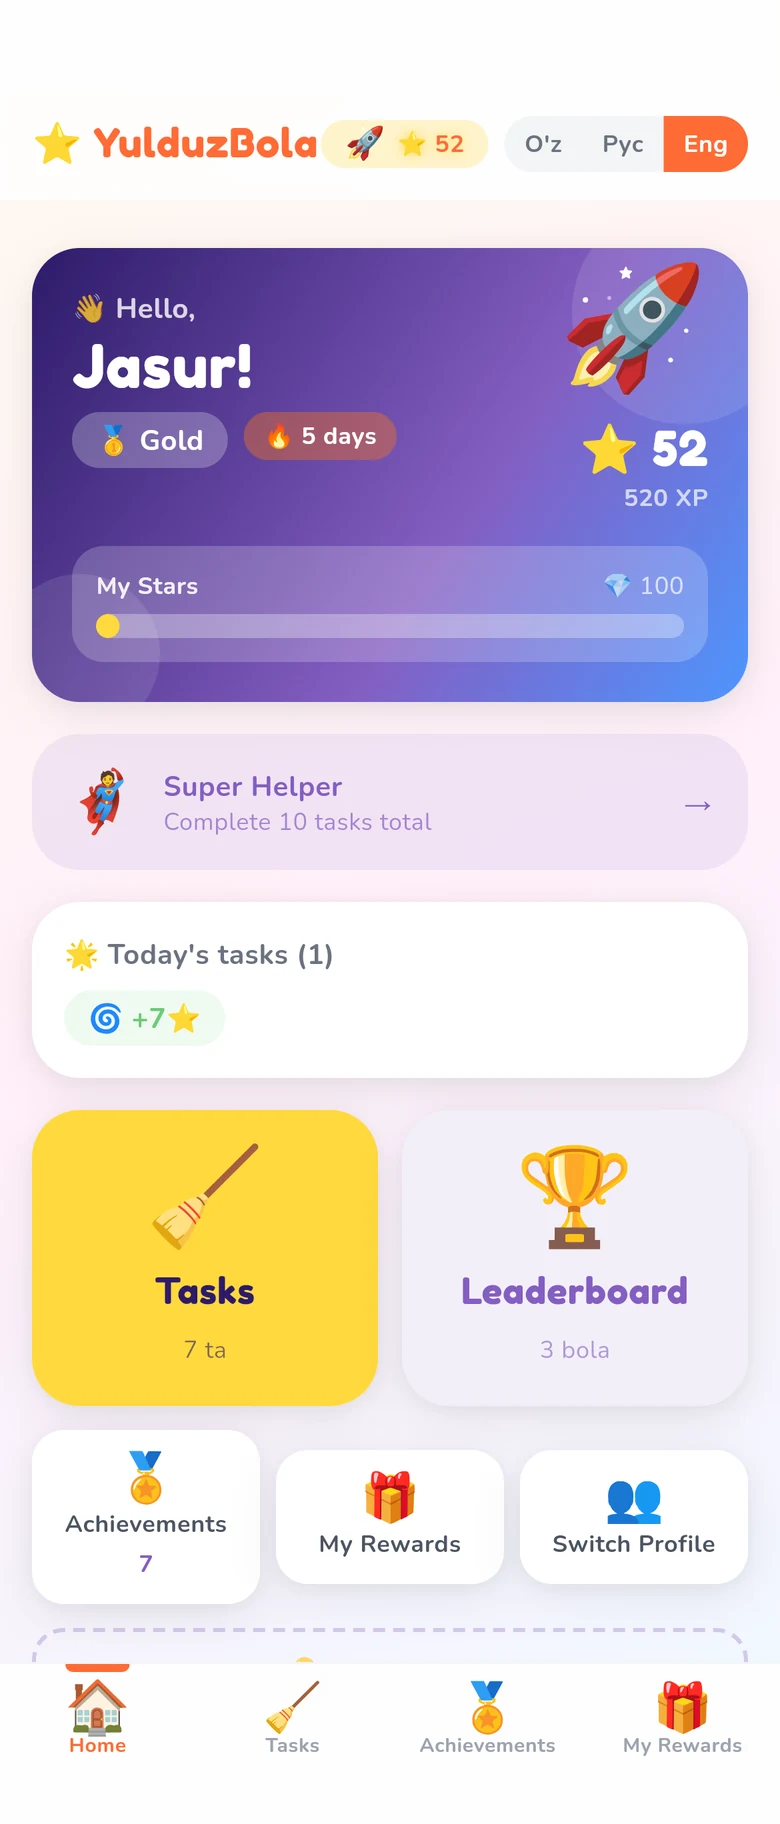 YulduzBola
52
O'z
Рус
Eng
Hello,
Jasur!
Gold
5 days
52
520 XP
My Stars
100
Super Helper
Complete 10 tasks total
→
Today's tasks (1)
+7
Tasks
7 ta
Leaderboard
3 bola
Achievements
7
My Rewards
Switch Profile
Home
Tasks
Achievements
My Rewards